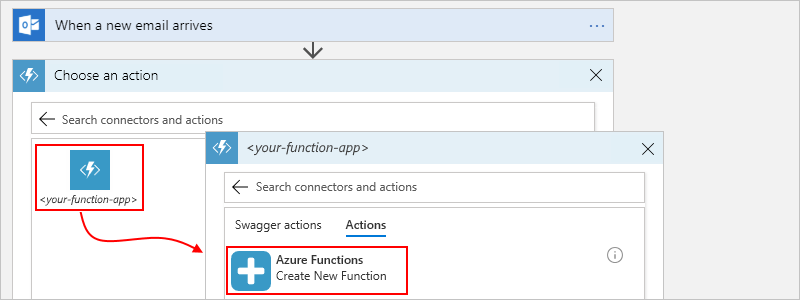 When a new email arrives
Choose an action
Search connectors and actions
<your-function-app>
<your-function-app>
Search connectors and actions
Swagger actions
Actions
Azure Functions
Create New Function